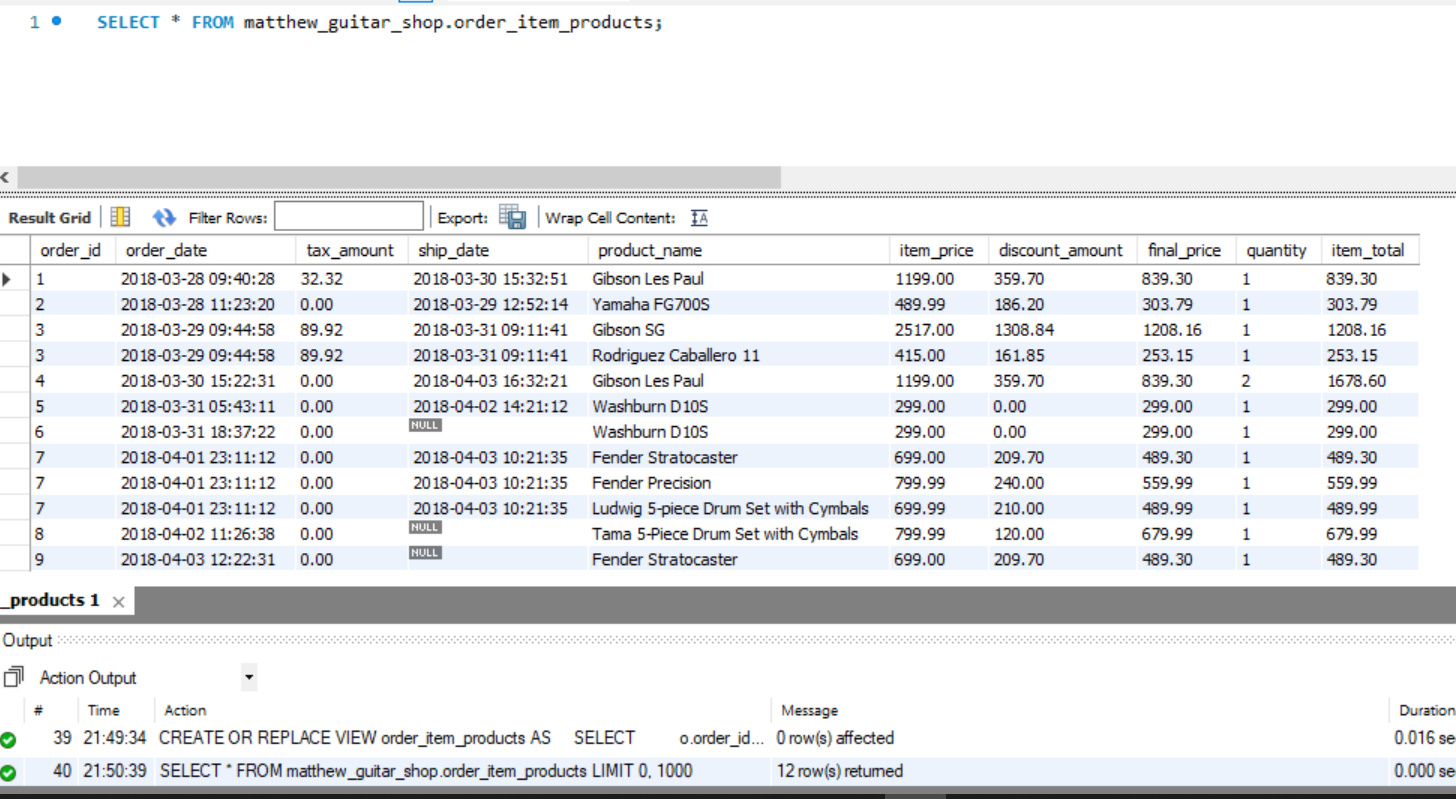 1 SELECT * FROM matthew_guitar_shop.order_item_products;
Result Grid Filter Rows: Export: Wrap Cell Content: IA
order_id order_date tax_amount ship_date product_name item_price discount_amount final_price quantity item_total
1 2018-03-28 09:40:28 32.32 2018-03-30 15:32:51 Gibson Les Paul 1199.00 359.70 839.30 1 839.30
2 2018-03-28 11:23:20 0.00 2018-03-29 12:52:14 Yamaha FG700S 489.99 186.20 303.79 1 303.79
3 2018-03-29 09:44:58 89.92 2018-03-31 09:11:41 Gibson SG 2517.00 1308.84 1208.16 1 1208.16
3 2018-03-29 09:44:58 89.92 2018-03-31 09:11:41 Rodriguez Caballero 11 415.00 161.85 253.15 1 253.15
4 2018-03-30 15:22:31 0.00 2018-04-03 16:32:21 Gibson Les Paul 1199.00 359.70 839.30 2 1678.60
5 2018-03-31 05:43:11 0.00 2018-04-02 14:21:12 Washburn D10S 299.00 0.00 299.00 1 299.00
6 2018-03-31 18:37:22 0.00 NULL Washburn D10S 299.00 0.00 299.00 1 299.00
7 2018-04-01 23:11:12 0.00 2018-04-03 10:21:35 Fender Stratocaster 699.00 209.70 489.30 1 489.30
7 2018-04-01 23:11:12 0.00 2018-04-03 10:21:35 Fender Precision 799.99 240.00 559.99 1 559.99
7 2018-04-01 23:11:12 0.00 2018-04-03 10:21:35 Ludwig 5-piece Drum Set with Cymbals 699.99 210.00 489.99 1 489.99
8 2018-04-02 11:26:38 0.00 NULL Tama 5-Piece Drum Set with Cymbals 799.99 120.00 679.99 1 679.99
9 2018-04-03 12:22:31 0.00 NULL Fender Stratocaster 699.00 209.70 489.30 1 489.30
_products 1
Output
Action Output
# Time Action Message Duration
39 21:49:34 CREATE OR REPLACE VIEW order_item_products AS SELECT o.order_id... 0 row(s) affected 0.016 se
40 21:50:39 SELECT * FROM matthew_guitar_shop.order_item_products LIMIT 0, 1000 12 row(s) returned 0.000 se